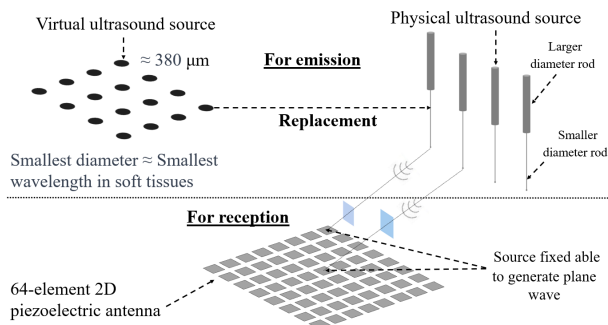 Virtual ultrasound source
Physical ultrasound source
≈ 380 μm
For emission
Larger
diameter rod
Replacement
Smaller
diameter rod
Smallest diameter ≈ Smallest
wavelength in soft tissues
For reception
Source fixed able
to generate plane
wave
64-element 2D
piezoelectric antenna